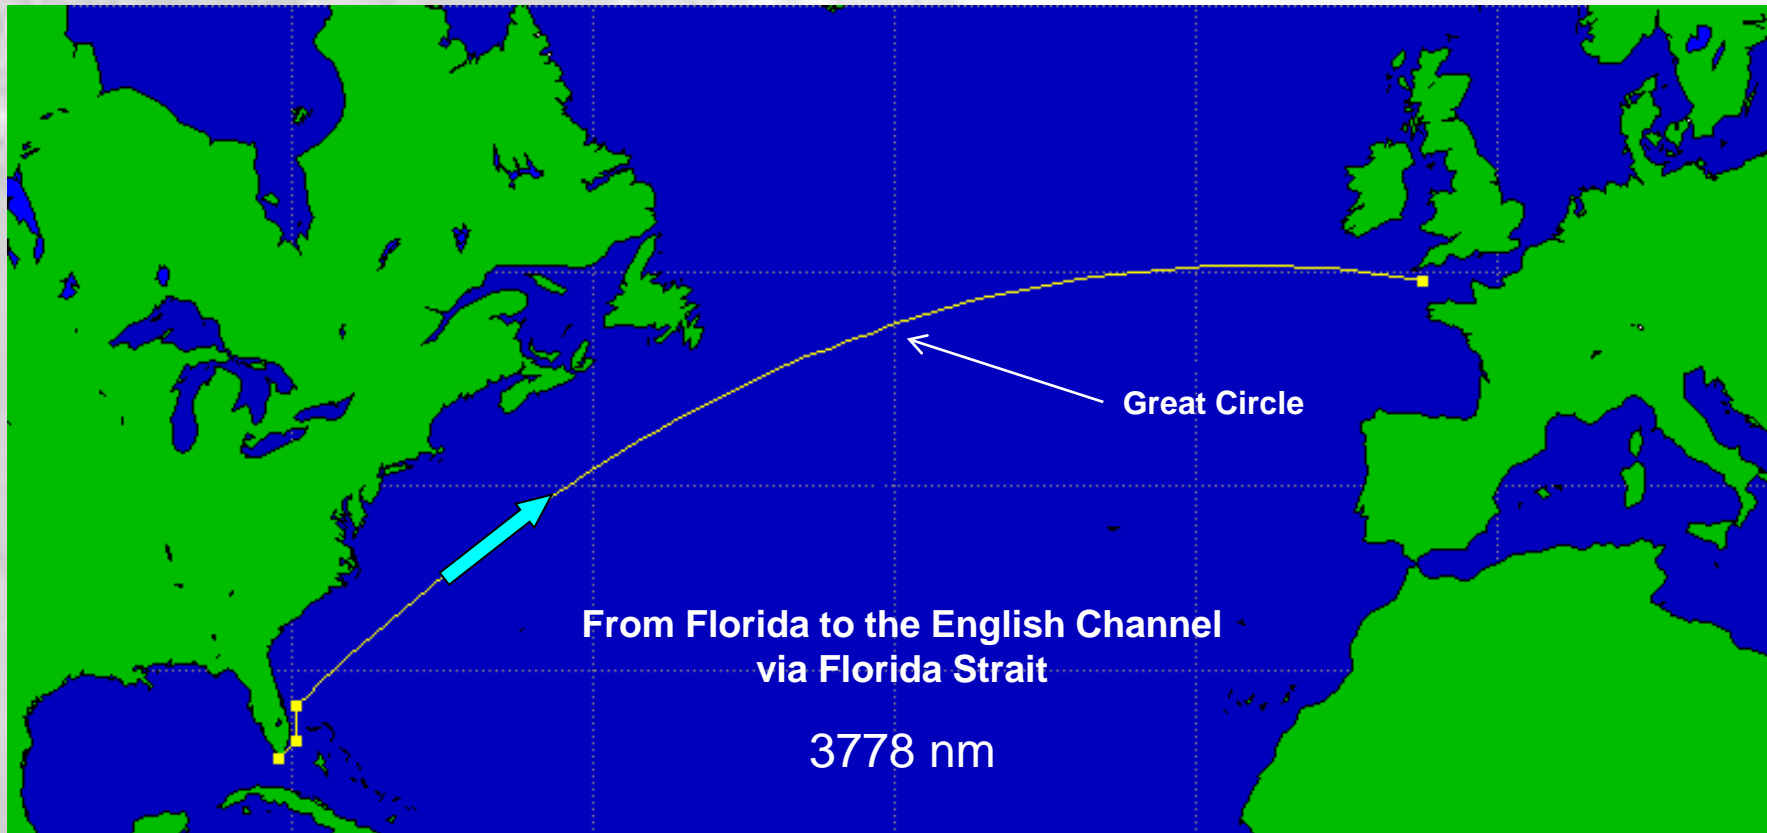 Great Circle
From Florida to the English Channel
via Florida Strait
3778 nm